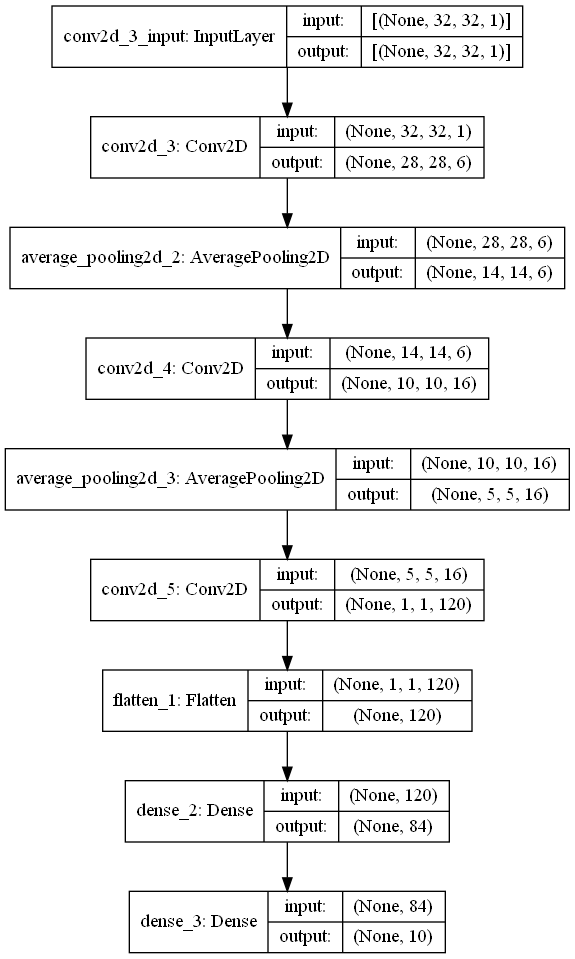 conv2d_3_input: InputLayer
input: [(None, 32, 32, 1)]
output: [(None, 32, 32, 1)]
conv2d_3: Conv2D
input: (None, 32, 32, 1)
output: (None, 28, 28, 6)
average_pooling2d_2: AveragePooling2D
input: (None, 28, 28, 6)
output: (None, 14, 14, 6)
conv2d_4: Conv2D
input: (None, 14, 14, 6)
output: (None, 10, 10, 16)
average_pooling2d_3: AveragePooling2D
input: (None, 10, 10, 16)
output: (None, 5, 5, 16)
conv2d_5: Conv2D
input: (None, 5, 5, 16)
output: (None, 1, 1, 120)
flatten_1: Flatten
input: (None, 1, 1, 120)
output: (None, 120)
dense_2: Dense
input: (None, 120)
output: (None, 84)
dense_3: Dense
input: (None, 84)
output: (None, 10)